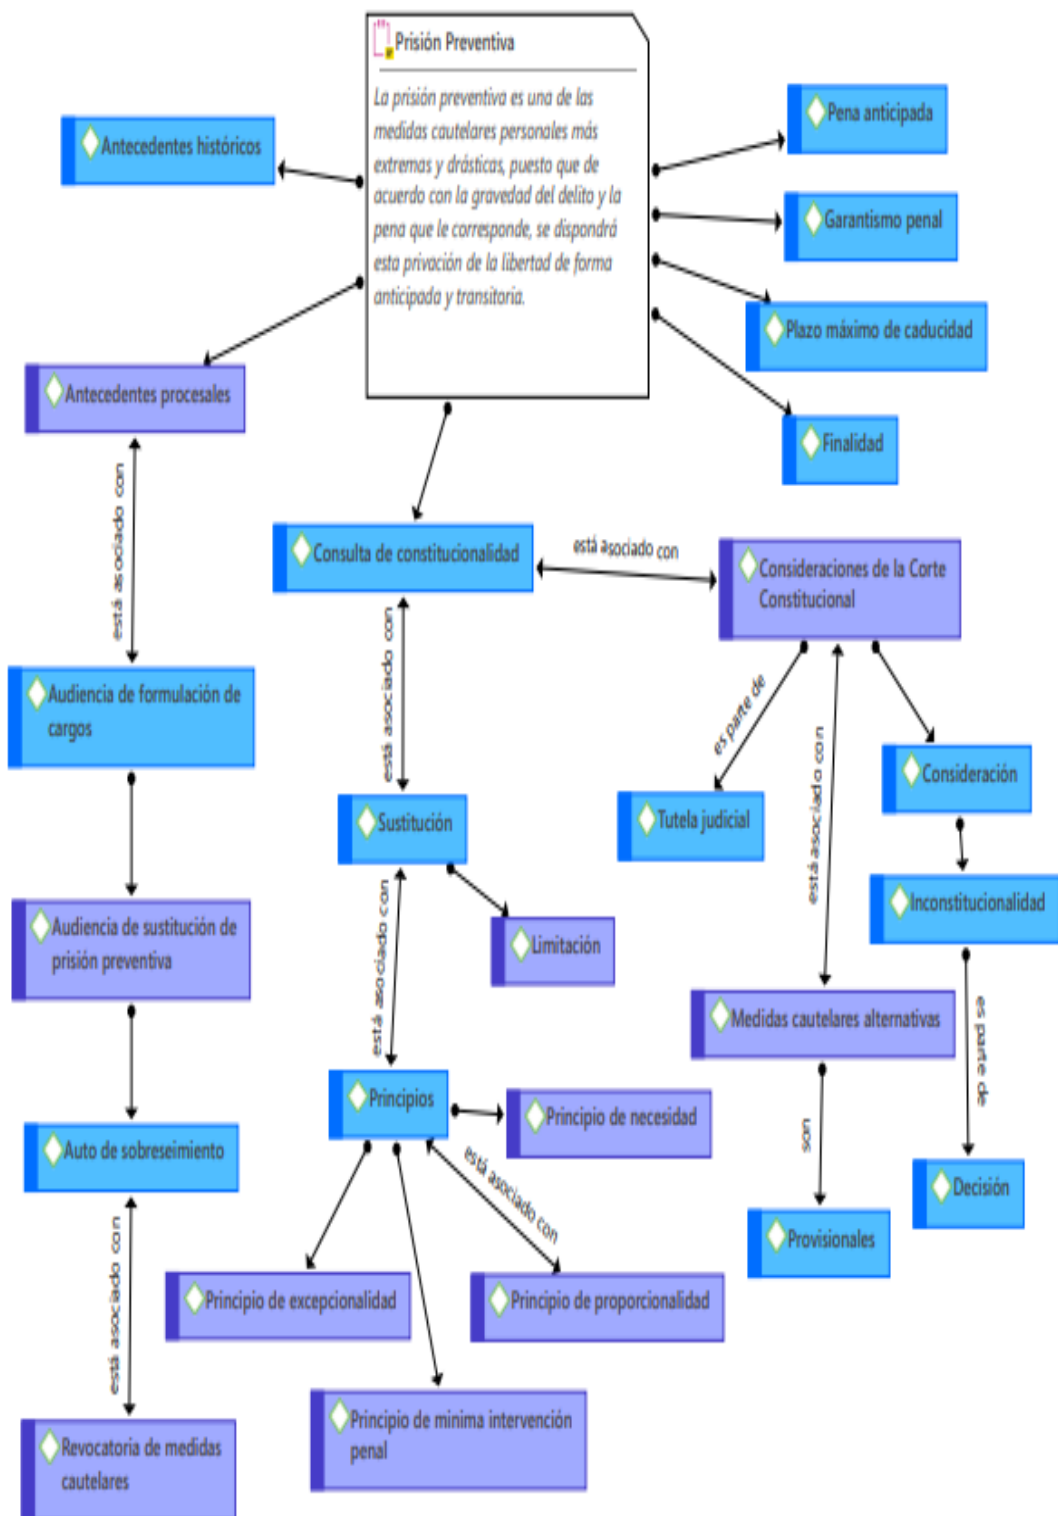 Prisión Preventiva
La prisión preventiva es una de las
medidas cautelares personales más
extremas y drásticas, puesto que de
acuerdo con la gravedad del delito y la
pena que le corresponde, se dispondrá
esta privación de la libertad de forma
anticipada y transitoria.
Antecedentes históricos
Pena anticipada
Garantismo penal
Plazo máximo de caducidad
Finalidad
Antecedentes procesales
está asociado con
Audiencia de formulación de
cargos
Audiencia de sustitución de
prisión preventiva
Auto de sobreseimiento
está asociado con
Revocatoria de medidas
cautelares
Consulta de constitucionalidad
está asociado con
Consideraciones de la Corte
Constitucional
está asociado con
Sustitución
Limitación
está asociado con
Principios
Principio de necesidad
está asociado con
Principio de excepcionalidad
Principio de proporcionalidad
Principio de minima intervención
penal
es parte de
Tutela judicial
está asociado con
Consideración
Inconstitucionalidad
Medidas cautelares alternativas
es parte de
son
Decisión
Provisionales